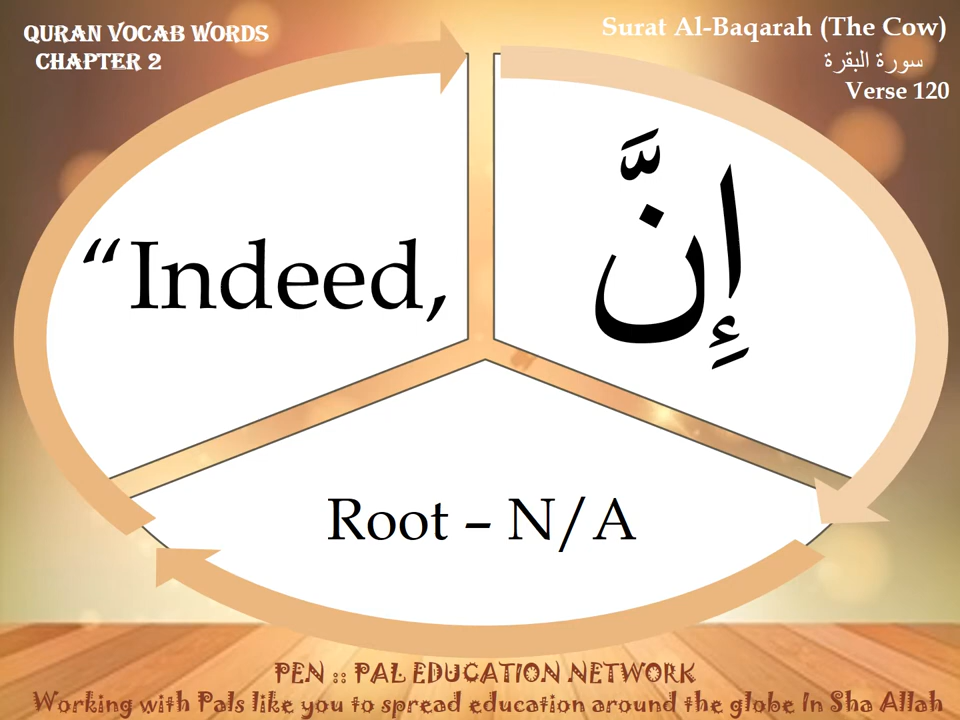 QURAN VOCAB WORDS
CHAPTER 2
Surat Al-Baqarah (The Cow)
سورة البقرة
Verse 120
“Indeed,
إِنَّ
Root – N/A
PEN :: PAL EDUCATION NETWORK
Working with Pals like you to spread education around the globe In Sha Allah